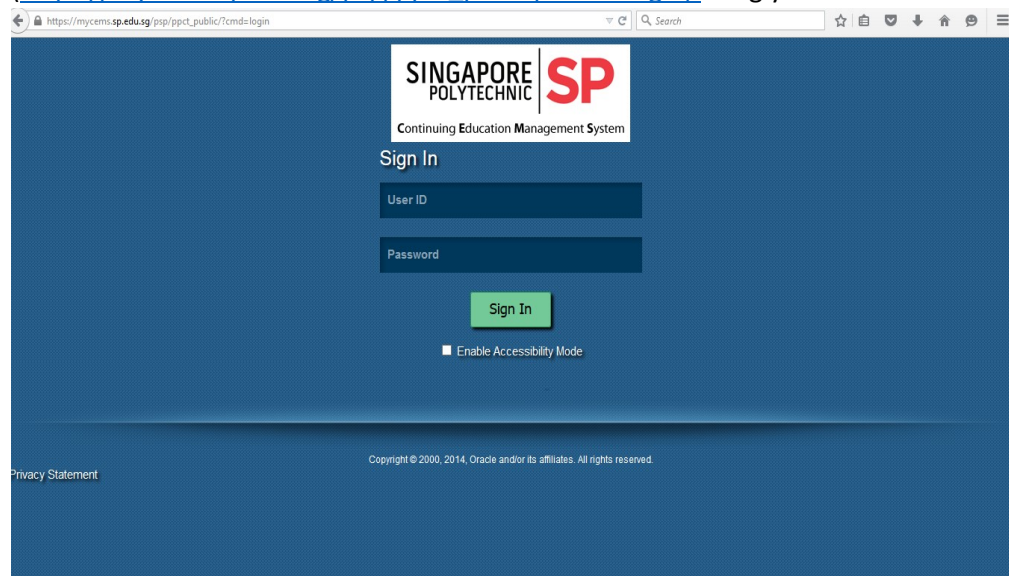 https://mycems.sp.edu.sg/psp/ppct_public/?cmd=login
Search
SINGAPORE
POLYTECHNIC
SP
Continuing Education Management System
Sign In
User ID
Password
Sign In
Enable Accessibility Mode
Copyright © 2000, 2014, Oracle and/or its affiliates. All rights reserved.
Privacy Statement